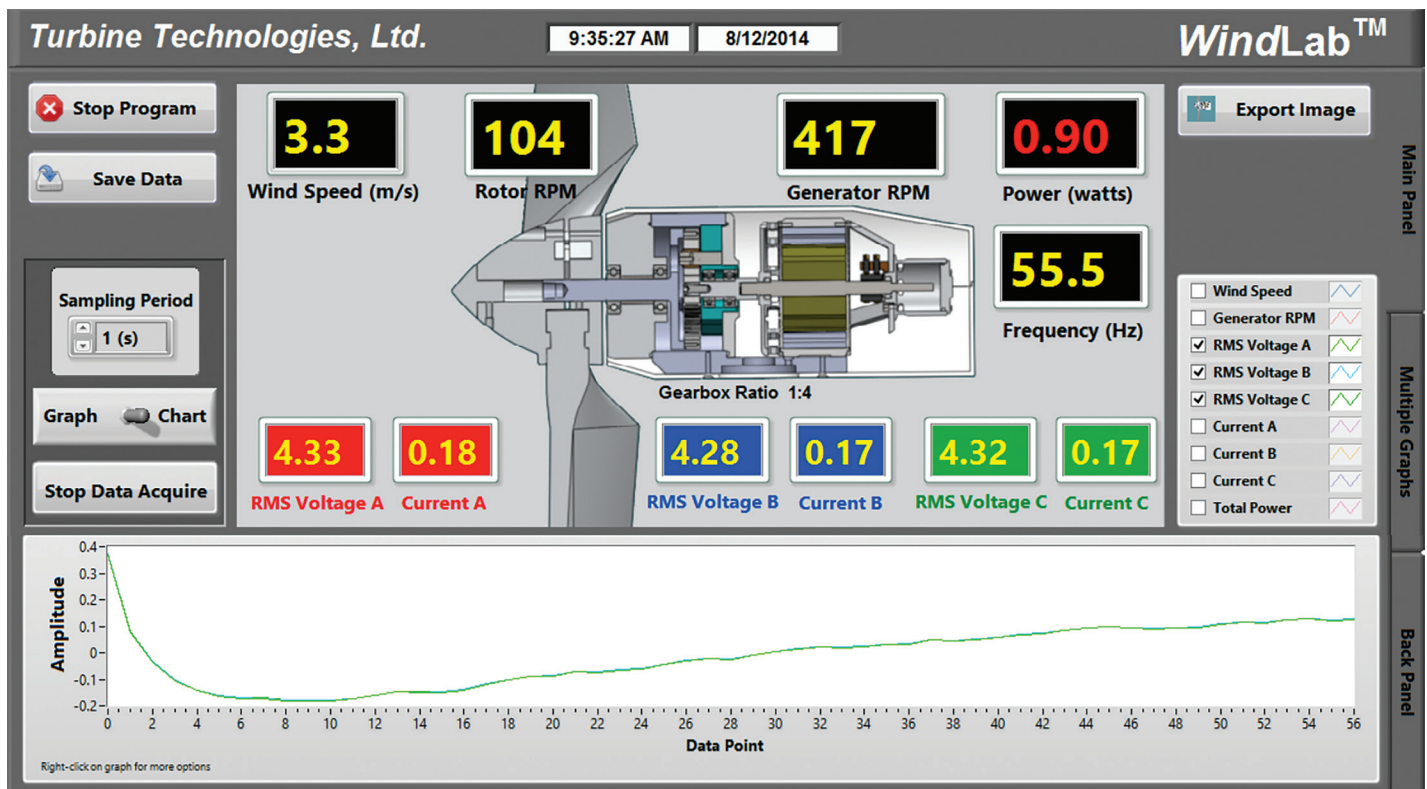 Turbine Technologies, Ltd.
9:35:27 AM
8/12/2014
WindLab™
Stop Program
Save Data
Sampling Period
1 (s)
Graph
Chart
Stop Data Acquire
3.3
Wind Speed (m/s)
104
Rotor RPM
417
Generator RPM
0.90
Power (watts)
55.5
Frequency (Hz)
Gearbox Ratio 1:4
4.33
RMS Voltage A
0.18
Current A
4.28
RMS Voltage B
0.17
Current B
4.32
RMS Voltage C
0.17
Current C
Export Image
Wind Speed
Generator RPM
RMS Voltage A
RMS Voltage B
RMS Voltage C
Current A
Current B
Current C
Total Power
Main Panel
Multiple Graphs
Back Panel
Amplitude
0.4
0.3
0.2
0.1
0
-0.1
-0.2
0 2 4 6 8 10 12 14 16 18 20 22 24 26 28 30 32 34 36 38 40 42 44 46 48 50 52 54 56
Data Point
Right-click on graph for more options